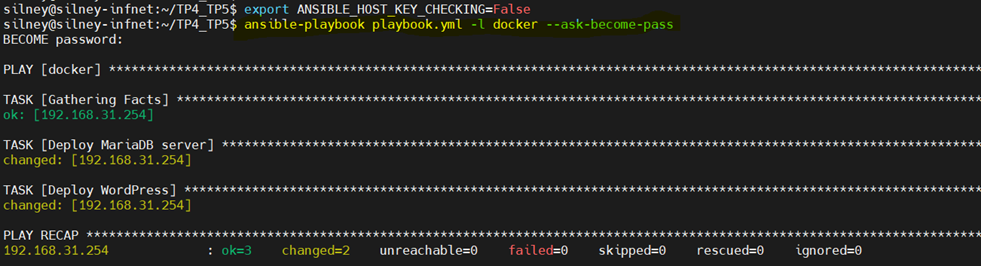 silney@silney-infnet:~/TP4_TP5$ export ANSIBLE_HOST_KEY_CHECKING=False
silney@silney-infnet:~/TP4_TP5$ ansible-playbook playbook.yml -l docker --ask-become-pass
BECOME password:
PLAY [docker] ********************************************************************************************************************
TASK [Gathering Facts] ***********************************************************************************************************
ok: [192.168.31.254]
TASK [Deploy MariaDB server] *****************************************************************************************************
changed: [192.168.31.254]
TASK [Deploy WordPress] **********************************************************************************************************
changed: [192.168.31.254]
PLAY RECAP ***********************************************************************************************************************
192.168.31.254             : ok=3    changed=2    unreachable=0    failed=0    skipped=0    rescued=0    ignored=0